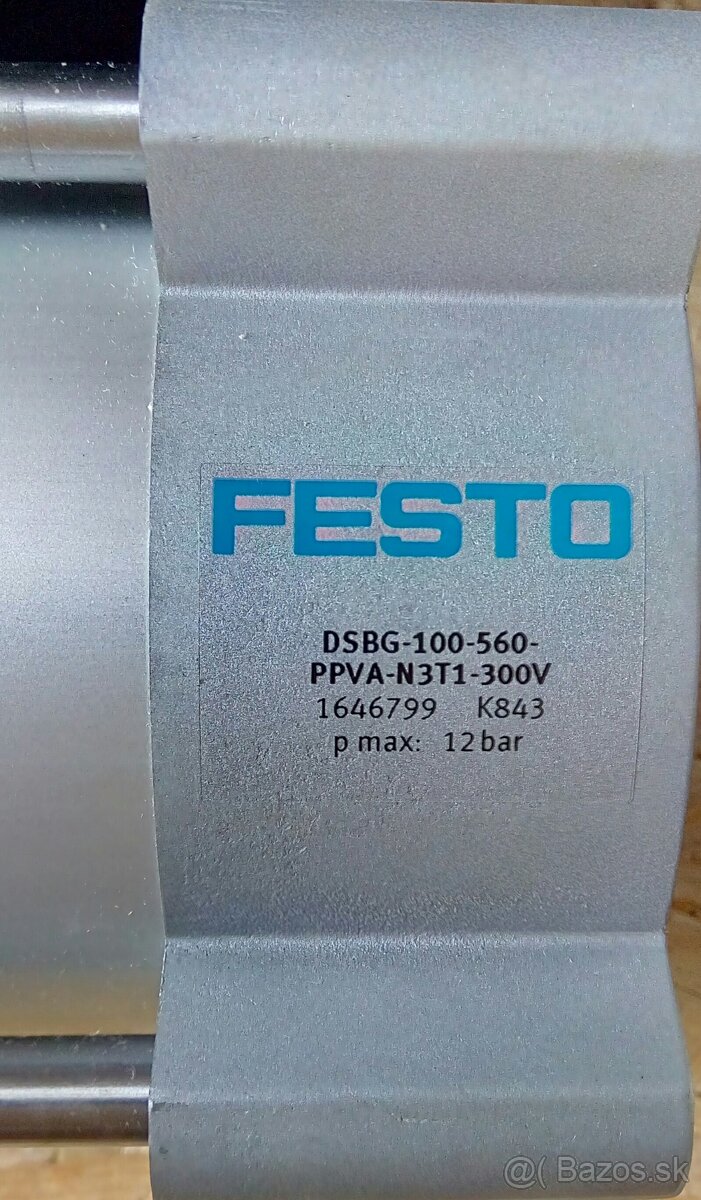 FESTO
DSBG-100-560-
PPVA-N3T1-300V
1646799 K843
p max: 12 bar
@( Bazos.sk